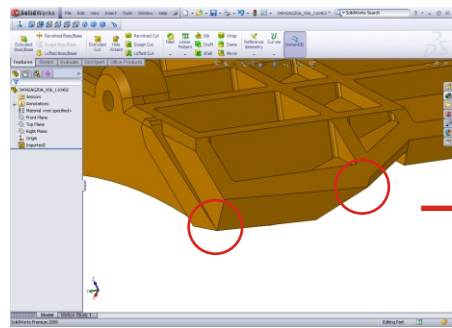 SolidWorks File Edit View Insert Tools Window Help
SolidWorks Search
Extruded Boss/Base
Revolved Boss/Base
Lofted Boss/Base
Extruded Cut
Hole Wizard
Revolved Cut
Swept Cut
Lofted Cut
Fillet
Linear Pattern
Rib
Draft
Shell
Wrap
Dome
Mirror
Reference Geometry
Curves
Instant3D
Features Sketch Evaluate DimXpert Office Products
Sensors
Annotations
Material <not specified>
Front Plane
Top Plane
Right Plane
Origin
Imported1
Model Motion Study 1
SolidWorks Premium 2009
Editing Part